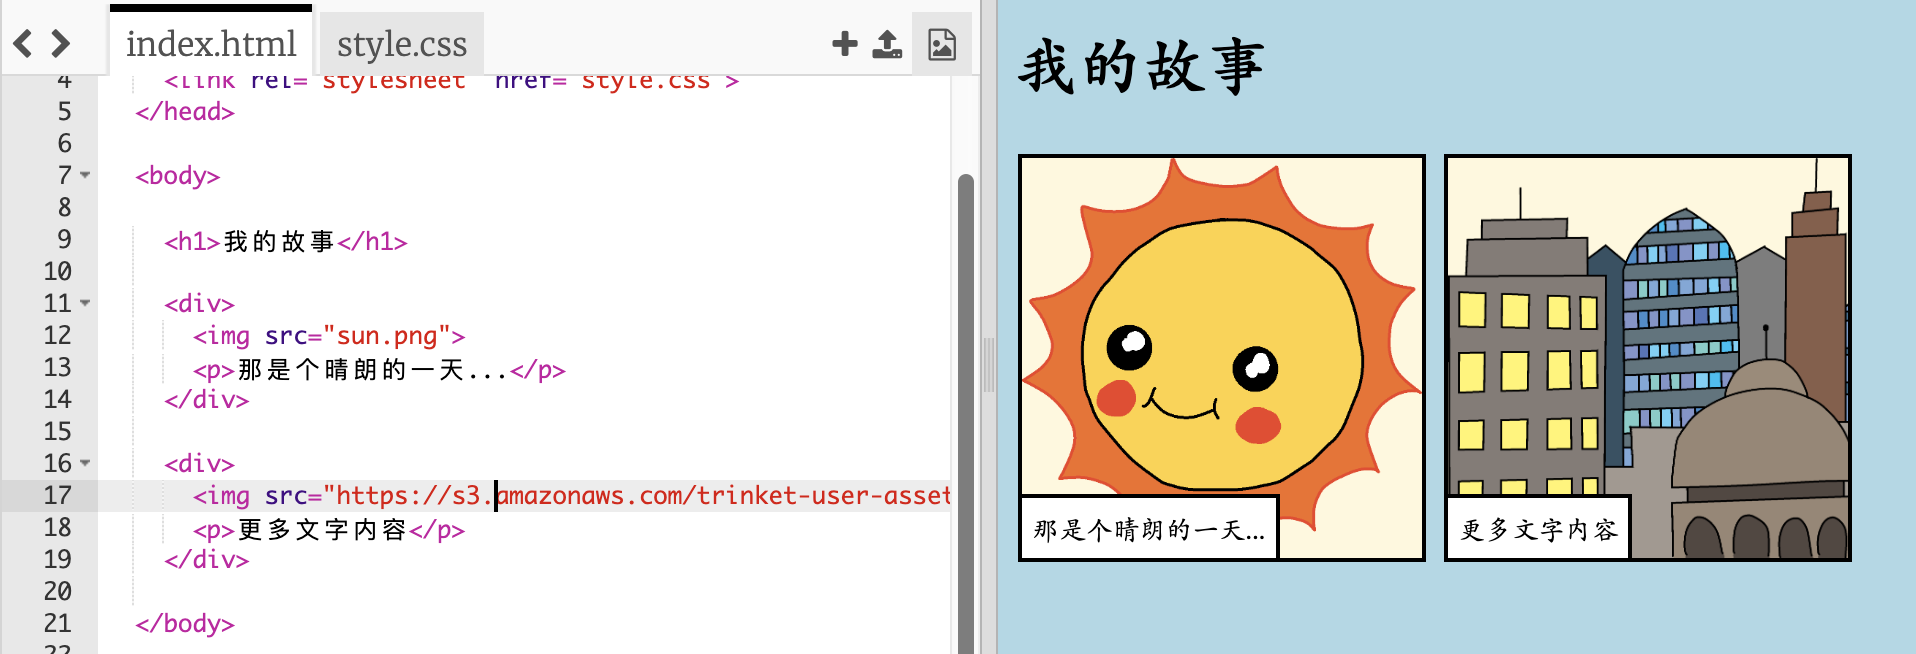 index.html
style.css
4 <link rel="stylesheet" href="style.css">
5 </head>
6
7 <body>
8
9 <h1>我的故事</h1>
10
11 <div>
12 <img src="sun.png">
13 <p>那是个晴朗的一天...</p>
14 </div>
15
16 <div>
17 <img src="https://s3.amazonaws.com/trinket-user-asset
18 <p>更多文字内容</p>
19 </div>
20
21 </body>
22
我的故事
那是个晴朗的一天...
更多文字内容